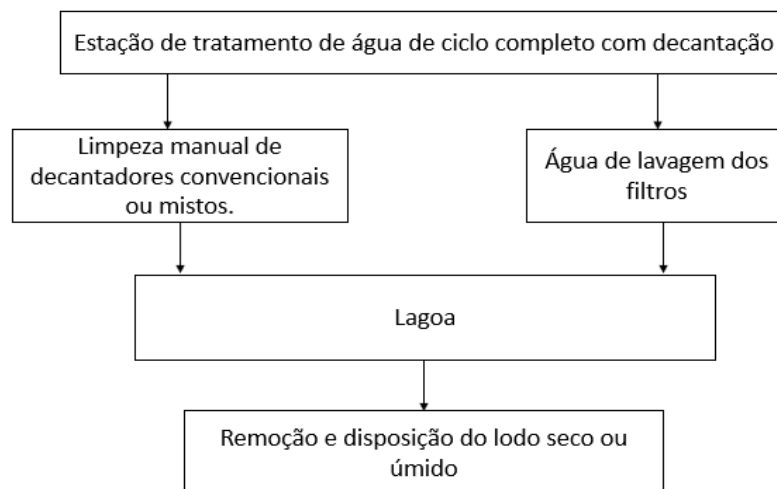 Estação de tratamento de água de ciclo completo com decantação
Limpeza manual de
decantadores convencionais
ou mistos.
Água de lavagem dos
filtros
Lagoa
Remoção e disposição do lodo seco ou
úmido